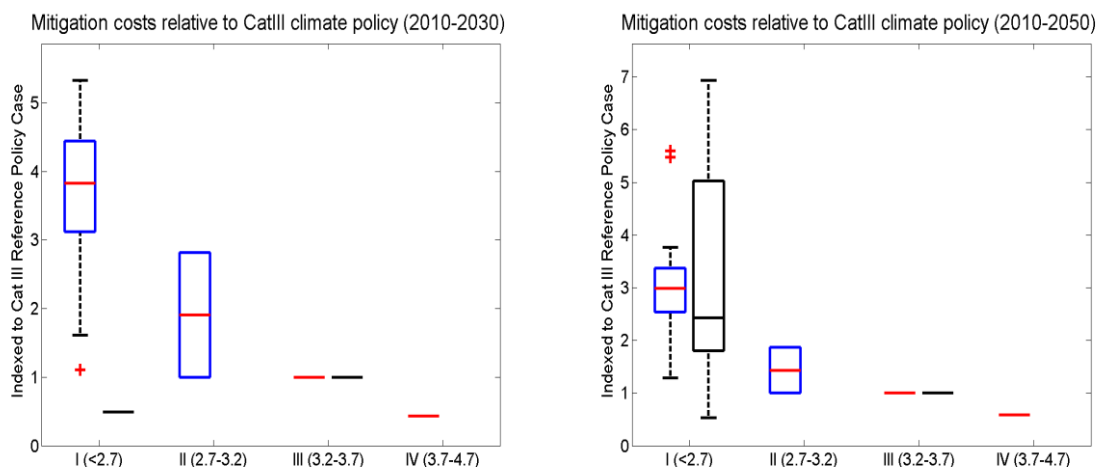 Mitigation costs relative to CatIII climate policy (2010-2030)
Indexed to Cat III Reference Policy Case
5
4
3
2
1
0
I (<2.7) II (2.7-3.2) III (3.2-3.7) IV (3.7-4.7)
Mitigation costs relative to CatIII climate policy (2010-2050)
Indexed to Cat III Reference Policy Case
7
6
5
4
3
2
1
0
I (<2.7) II (2.7-3.2) III (3.2-3.7) IV (3.7-4.7)